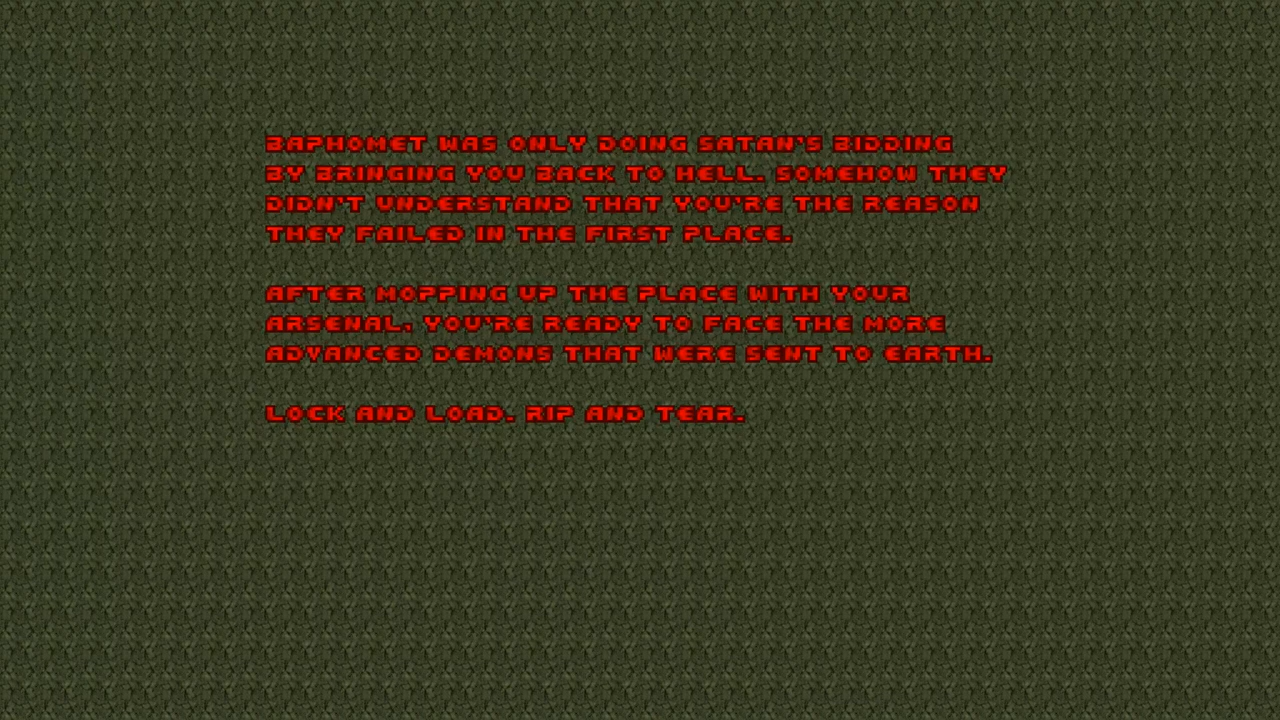 BAPHOMET WAS ONLY DOING SATAN'S BIDDING
BY BRINGING YOU BACK TO HELL. SOMEHOW THEY
DIDN'T UNDERSTAND THAT YOU'RE THE REASON
THEY FAILED IN THE FIRST PLACE.
AFTER MOPPING UP THE PLACE WITH YOUR
ARSENAL, YOU'RE READY TO FACE THE MORE
ADVANCED DEMONS THAT WERE SENT TO EARTH.
LOCK AND LOAD. RIP AND TEAR.